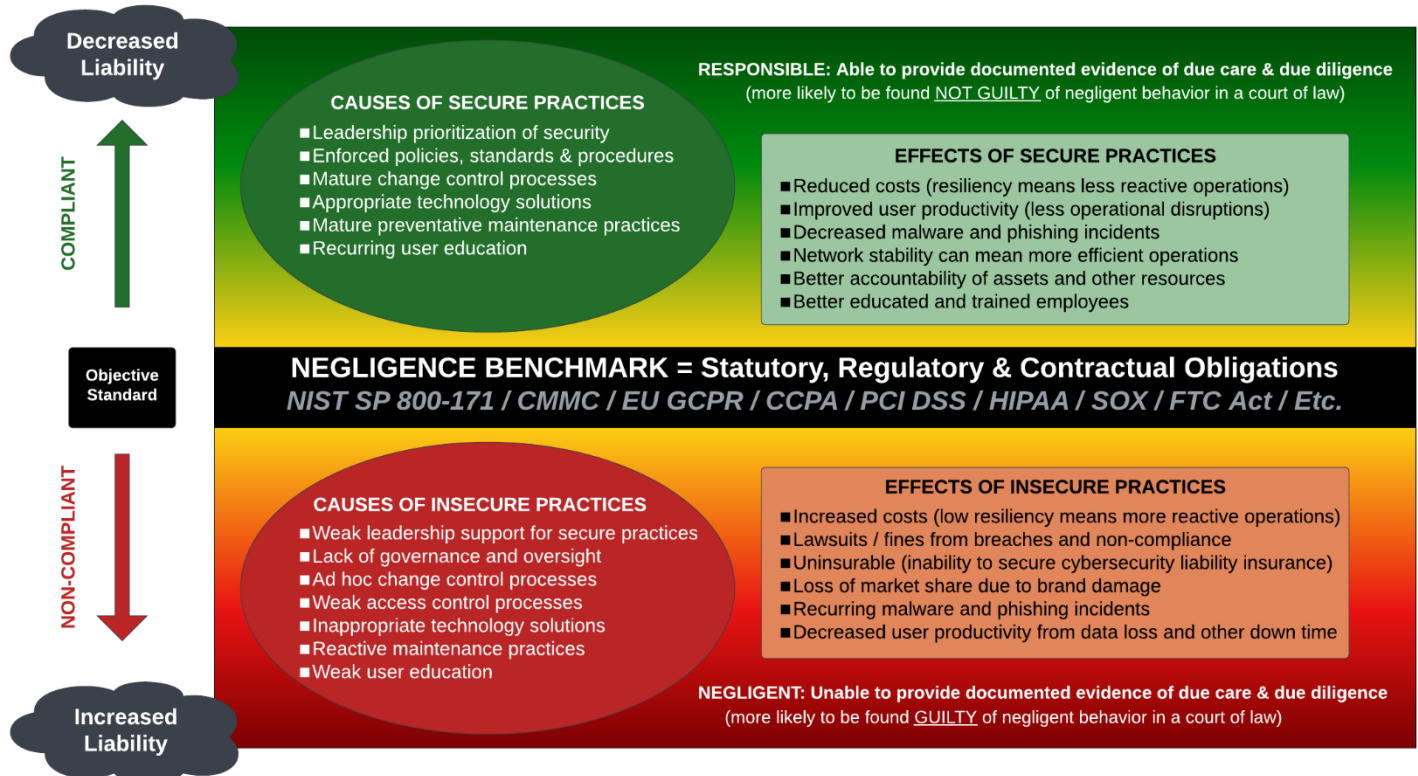 Decreased
Liability
COMPLIANT
Objective
Standard
NON-COMPLIANT
Increased
Liability
CAUSES OF SECURE PRACTICES
■Leadership prioritization of security
■Enforced policies, standards & procedures
■Mature change control processes
■Appropriate technology solutions
■Mature preventative maintenance practices
■Recurring user education
RESPONSIBLE: Able to provide documented evidence of due care & due diligence
(more likely to be found NOT GUILTY of negligent behavior in a court of law)
EFFECTS OF SECURE PRACTICES
■Reduced costs (resiliency means less reactive operations)
■Improved user productivity (less operational disruptions)
■Decreased malware and phishing incidents
■Network stability can mean more efficient operations
■Better accountability of assets and other resources
■Better educated and trained employees
NEGLIGENCE BENCHMARK = Statutory, Regulatory & Contractual Obligations
NIST SP 800-171 / CMMC / EU GCPR / CCPA / PCI DSS / HIPAA / SOX / FTC Act / Etc.
CAUSES OF INSECURE PRACTICES
■Weak leadership support for secure practices
■Lack of governance and oversight
■Ad hoc change control processes
■Weak access control processes
■Inappropriate technology solutions
■Reactive maintenance practices
■Weak user education
EFFECTS OF INSECURE PRACTICES
■Increased costs (low resiliency means more reactive operations)
■Lawsuits / fines from breaches and non-compliance
■Uninsurable (inability to secure cybersecurity liability insurance)
■Loss of market share due to brand damage
■Recurring malware and phishing incidents
■Decreased user productivity from data loss and other down time
NEGLIGENT: Unable to provide documented evidence of due care & due diligence
(more likely to be found GUILTY of negligent behavior in a court of law)